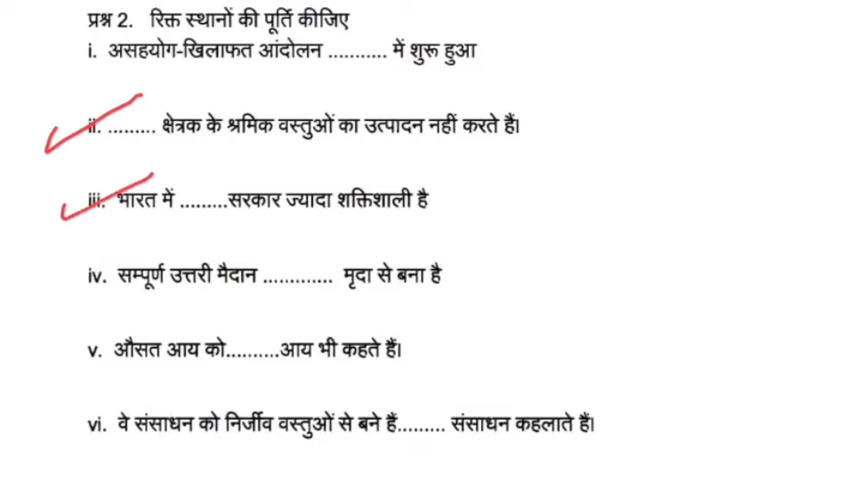 प्रश्न 2. रिक्त स्थानों की पूर्ति कीजिए
i. असहयोग-खिलाफत आंदोलन ........... में शुरू हुआ
ii. ......... क्षेत्रक के श्रमिक वस्तुओं का उत्पादन नहीं करते हैं।
iii. भारत में .........सरकार ज्यादा शक्तिशाली है
iv. सम्पूर्ण उत्तरी मैदान ............. मृदा से बना है
v. औसत आय को..........आय भी कहते हैं।
vi. वे संसाधन को निर्जीव वस्तुओं से बने हैं......... संसाधन कहलाते हैं।